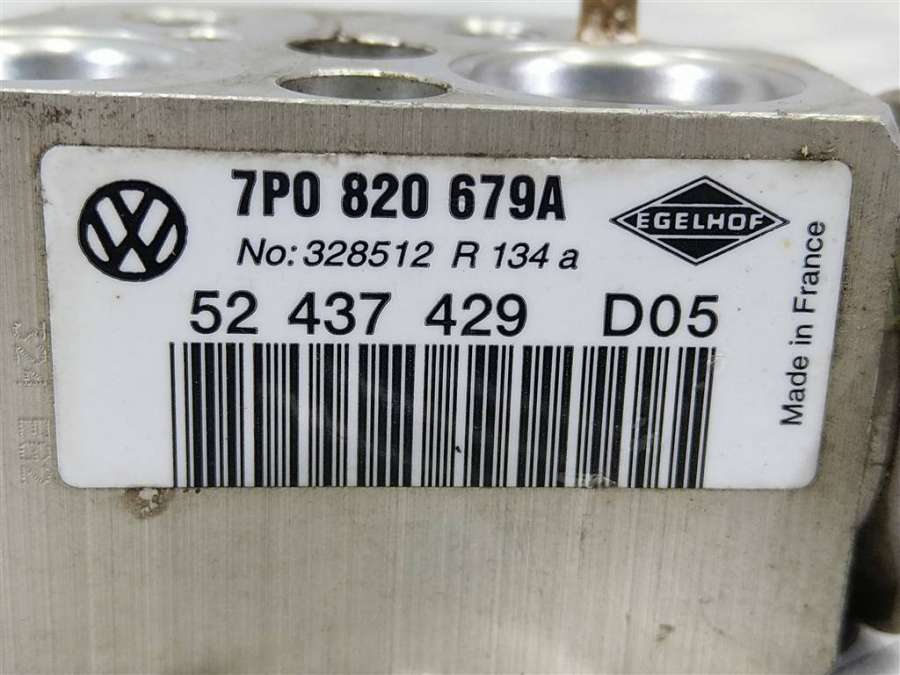 7P0 820 679A
EGELHOF
No: 328512 R 134 a
52 437 429 D05
Made in France